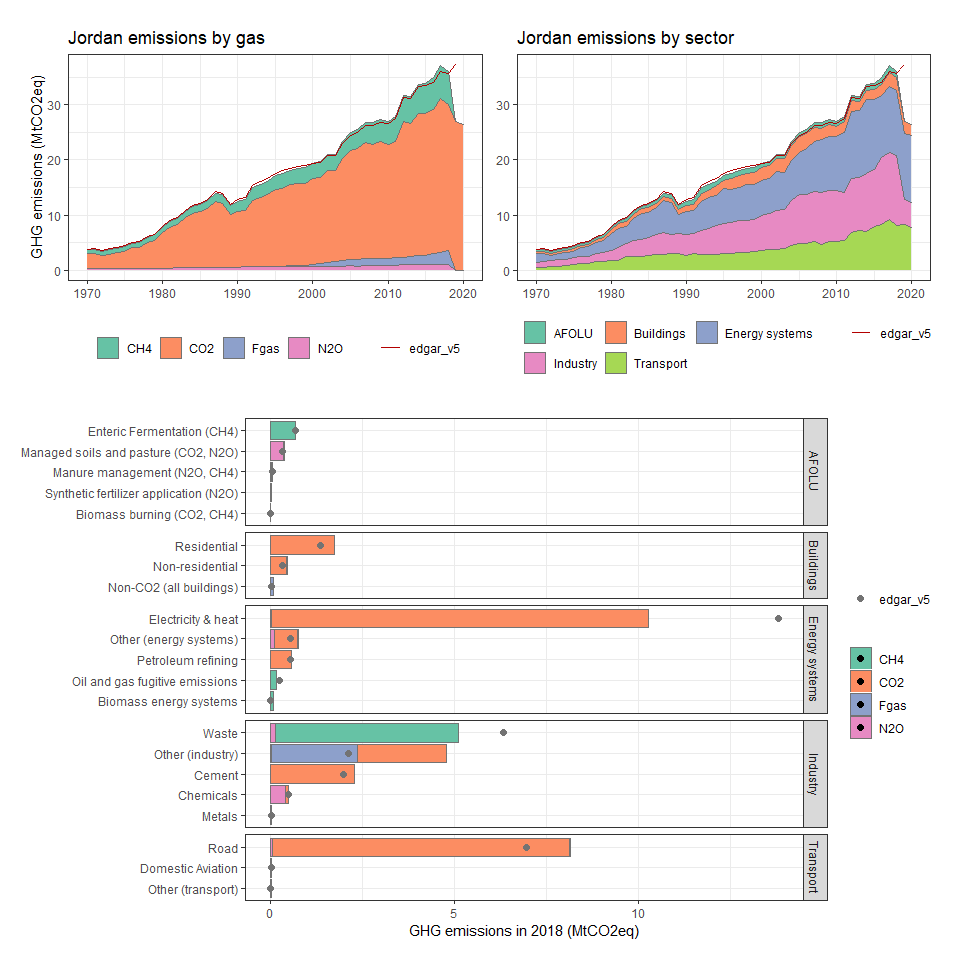 Jordan emissions by gas
Jordan emissions by sector
GHG emissions (MtCO2eq)
30
20
10
0
1970
1980
1990
2000
2010
2020
30
20
10
0
1970
1980
1990
2000
2010
2020
CH4
CO2
Fgas
N2O
edgar_v5
AFOLU
Buildings
Energy systems
edgar_v5
Industry
Transport
Enteric Fermentation (CH4)
Managed soils and pasture (CO2, N2O)
Manure management (N2O, CH4)
Synthetic fertilizer application (N2O)
Biomass burning (CO2, CH4)
AFOLU
Residential
Non-residential
Non-CO2 (all buildings)
Buildings
Electricity & heat
Other (energy systems)
Petroleum refining
Oil and gas fugitive emissions
Biomass energy systems
Energy systems
Waste
Other (industry)
Cement
Chemicals
Metals
Industry
Road
Domestic Aviation
Other (transport)
Transport
0
5
10
GHG emissions in 2018 (MtCO2eq)
edgar_v5
CH4
CO2
Fgas
N2O